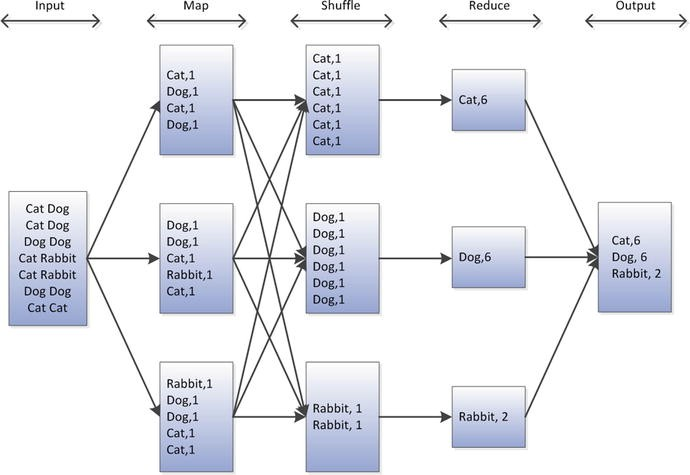 Input
Map
Shuffle
Reduce
Output
Cat Dog
Cat Dog
Dog Dog
Cat Rabbit
Cat Rabbit
Dog Dog
Cat Cat
Cat,1
Dog,1
Cat,1
Dog,1
Dog,1
Dog,1
Cat,1
Rabbit,1
Cat,1
Rabbit,1
Dog,1
Dog,1
Cat,1
Cat,1
Cat,1
Cat,1
Cat,1
Cat,1
Cat,1
Cat,1
Dog,1
Dog,1
Dog,1
Dog,1
Dog,1
Dog,1
Rabbit, 1
Rabbit, 1
Cat,6
Dog,6
Rabbit, 2
Cat,6
Dog, 6
Rabbit, 2